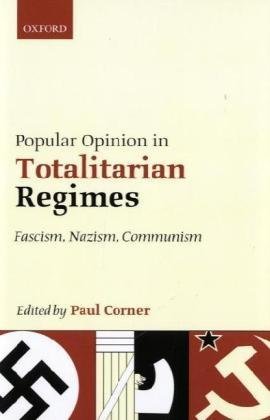 OXFORD
Popular Opinion in
Totalitarian
Regimes
Fascism, Nazism, Communism
Edited by Paul Corner